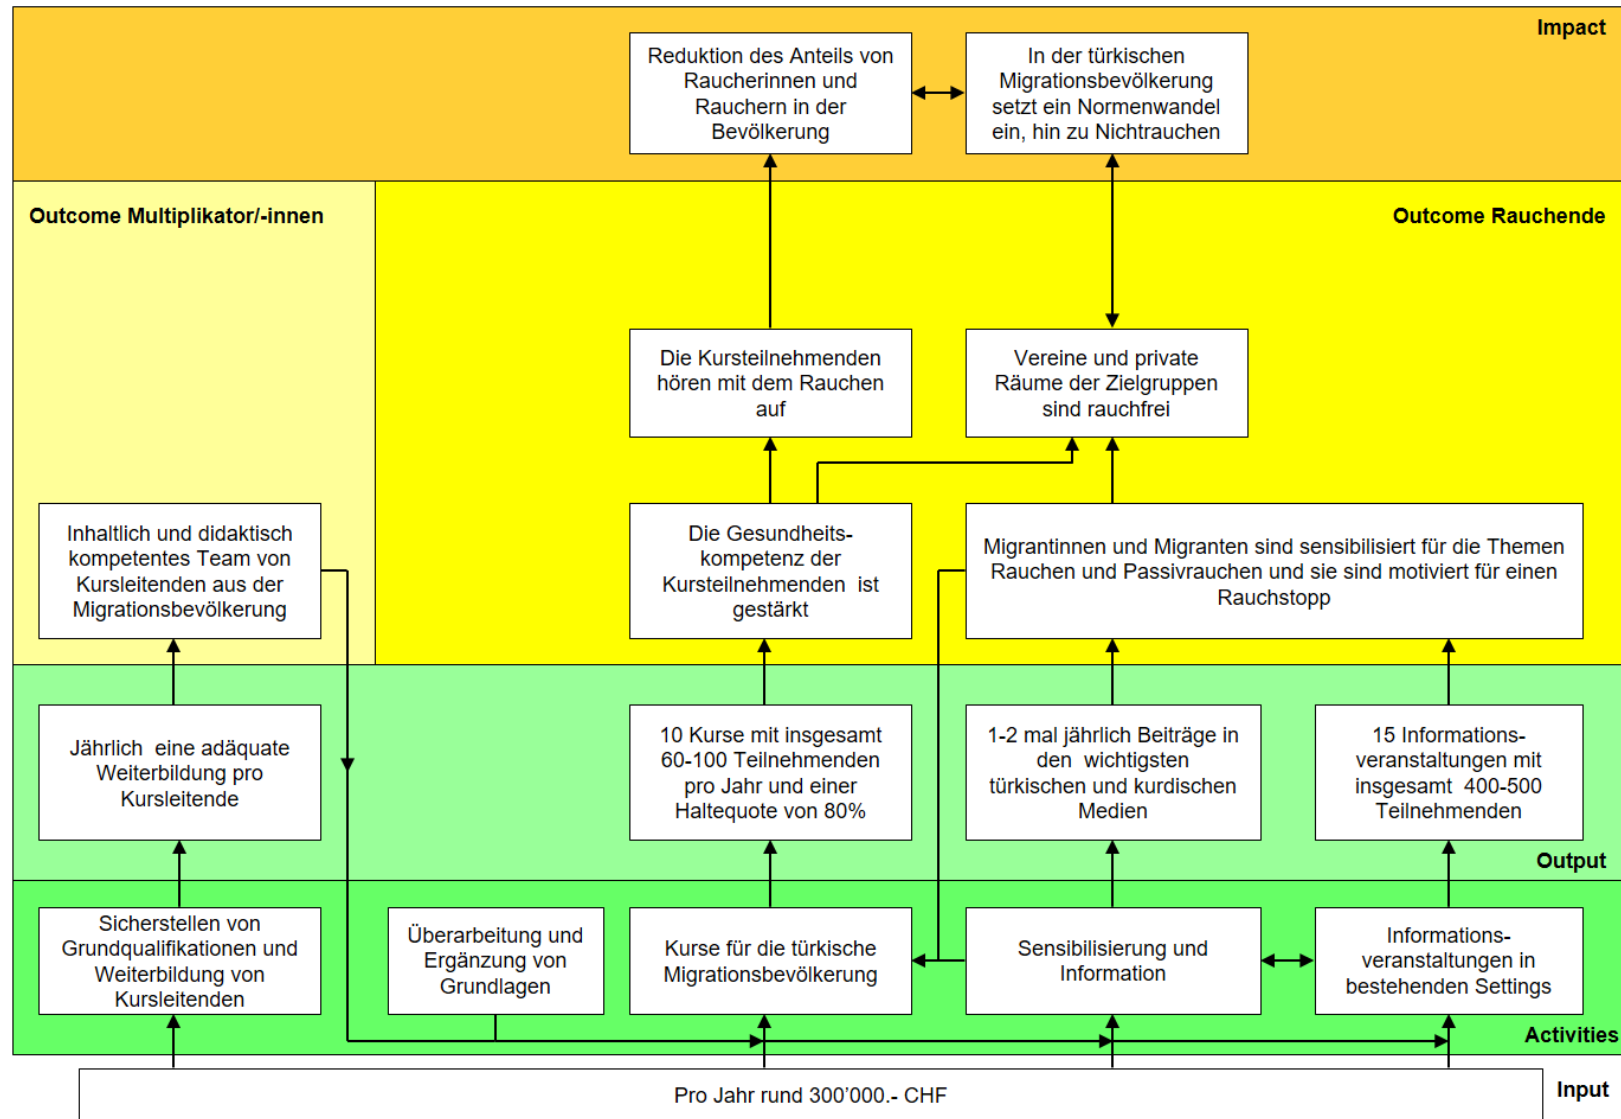 Impact
Reduktion des Anteils von
Raucherinnen und
Rauchern in der
Bevölkerung
In der türkischen
Migrationsbevölkerung
setzt ein Normenwandel
ein, hin zu Nichtrauchen
Outcome Multiplikator/-innen
Outcome Rauchende
Die Kursteilnehmenden
hören mit dem Rauchen
auf
Vereine und private
Räume der Zielgruppen
sind rauchfrei
Inhaltlich und didaktisch
kompetentes Team von
Kursleitenden aus der
Migrationsbevölkerung
Die Gesundheits-
kompetenz der
Kursteilnehmenden ist
gestärkt
Migrantinnen und Migranten sind sensibilisiert für die Themen
Rauchen und Passivrauchen und sie sind motiviert für einen
Rauchstopp
Jährlich eine adäquate
Weiterbildung pro
Kursleitende
10 Kurse mit insgesamt
60-100 Teilnehmenden
pro Jahr und einer
Haltequote von 80%
1-2 mal jährlich Beiträge in
den wichtigsten
türkischen und kurdischen
Medien
15 Informations-
veranstaltungen mit
insgesamt 400-500
Teilnehmenden
Output
Sicherstellen von
Grundqualifikationen und
Weiterbildung von
Kursleitenden
Überarbeitung und
Ergänzung von
Grundlagen
Kurse für die türkische
Migrationsbevölkerung
Sensibilisierung und
Information
Informations-
veranstaltungen in
bestehenden Settings
Activities
Pro Jahr rund 300’000.- CHF
Input